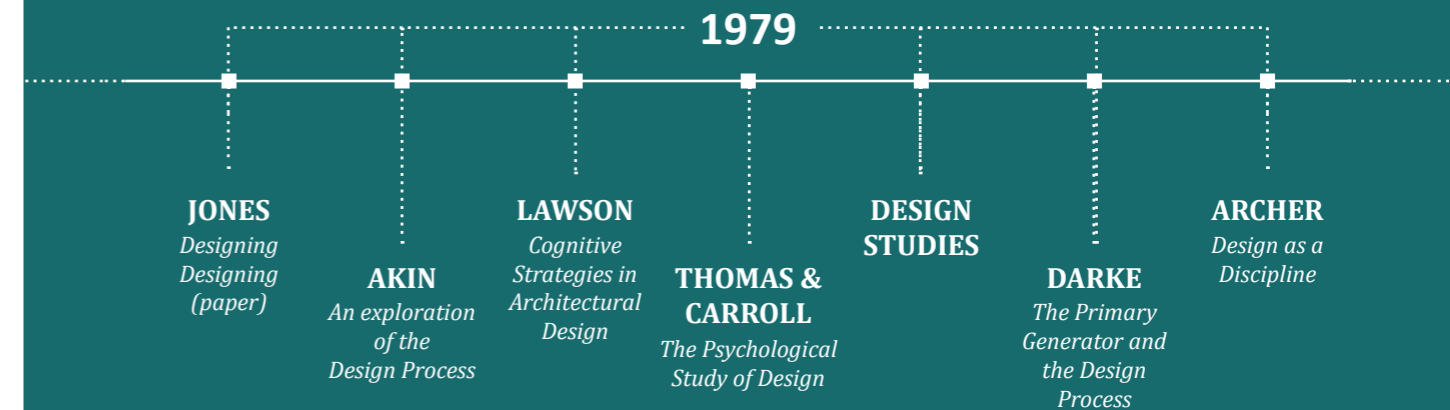 1979
JONES
Designing
Designing
(paper)
AKIN
An exploration
of the
Design Process
LAWSON
Cognitive
Strategies in
Architectural
Design
THOMAS &
CARROLL
The Psychological
Study of Design
DESIGN
STUDIES
DARKE
The Primary
Generator and
the Design
Process
ARCHER
Design as a
Discipline